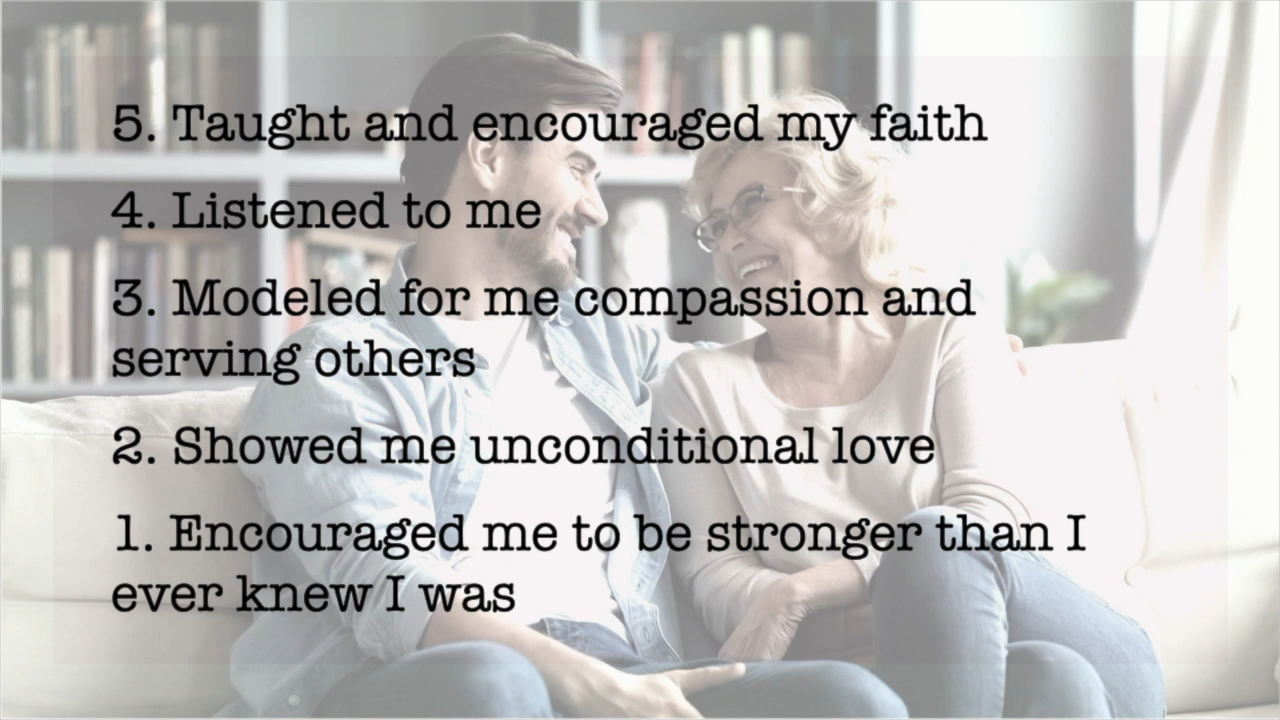 5. Taught and encouraged my faith
4. Listened to me
3. Modeled for me compassion and
serving others
2. Showed me unconditional love
1. Encouraged me to be stronger than I
ever knew I was